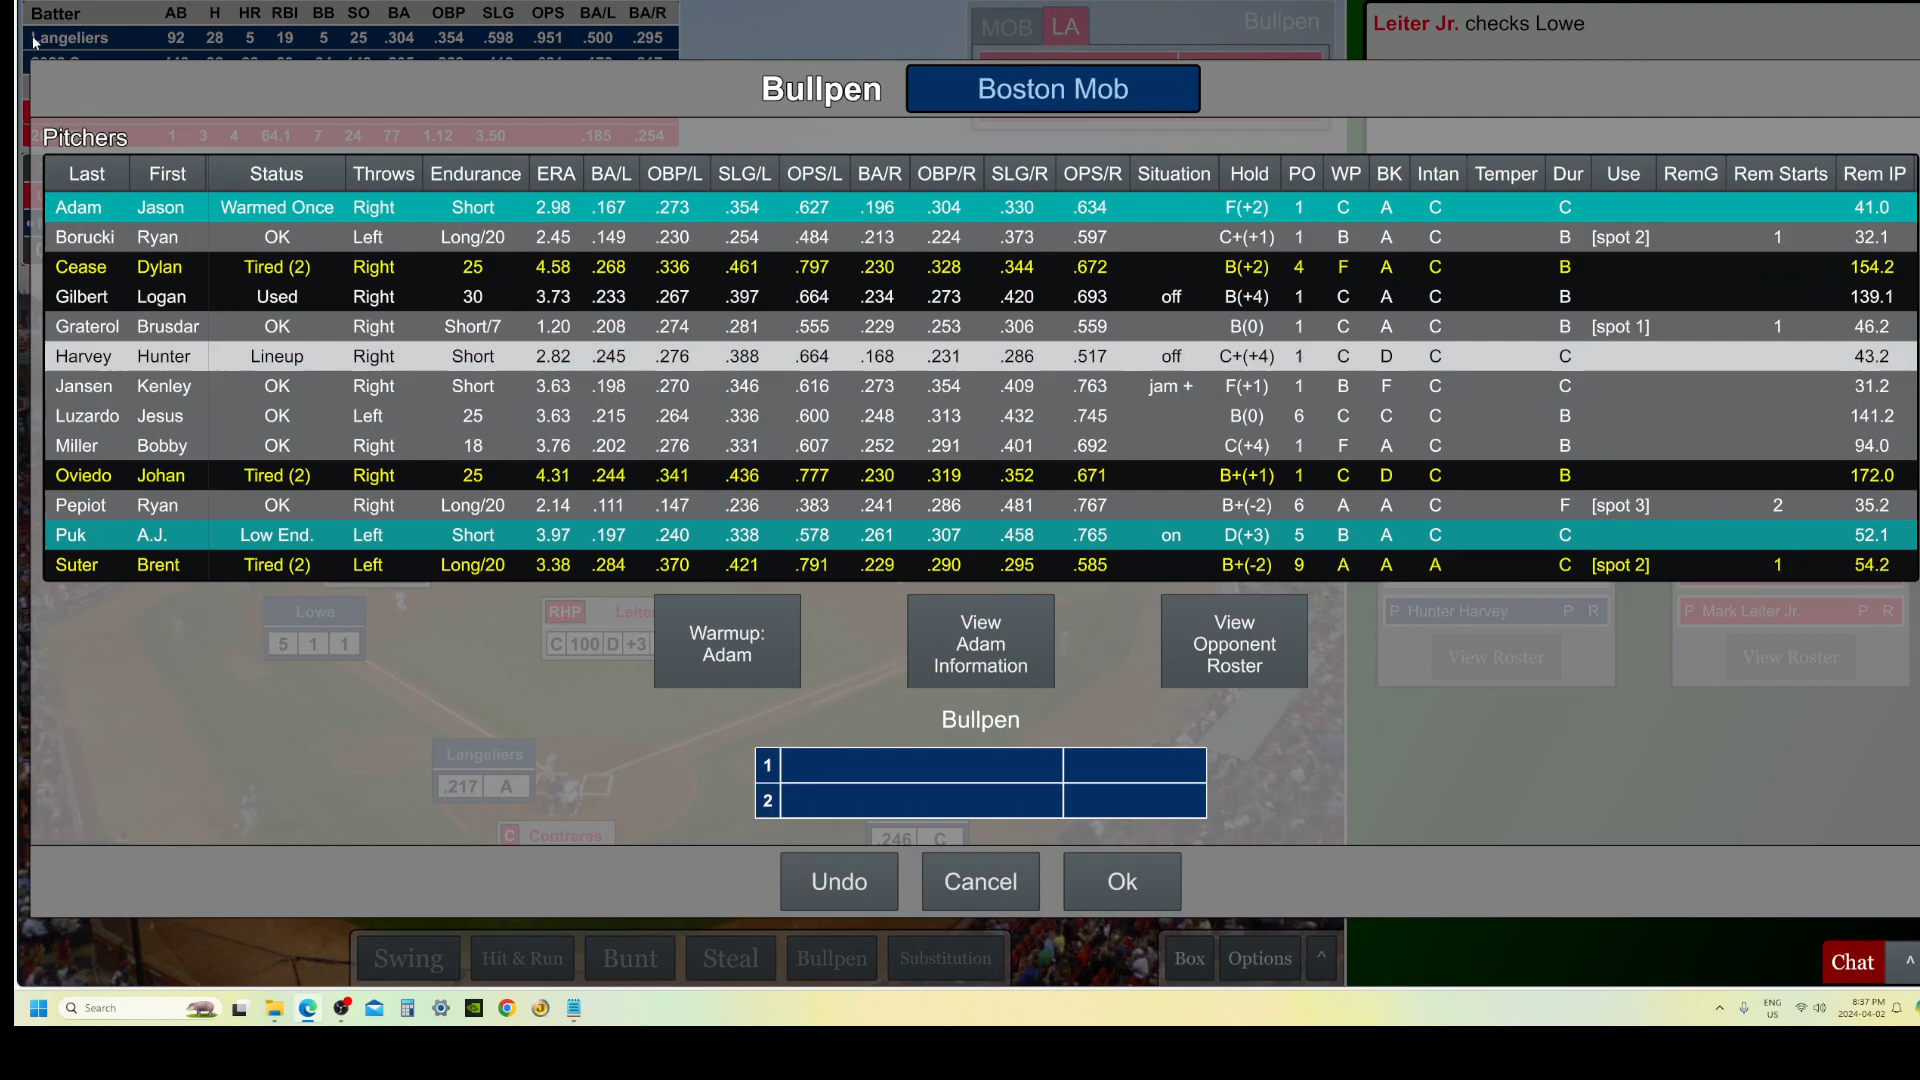 Batter AB H HR RBI BB SO BA OBP SLG OPS BA/L BA/R
Langeliers 92 28 5 19 5 25 .304 .354 .598 .951 .500 .295
MOB LA Bullpen
Leiter Jr. checks Lowe
Bullpen Boston Mob
1 3 4 64.1 7 24 77 1.12 3.50 .185 .254
Pitchers
Last First Status Throws Endurance ERA BA/L OBP/L SLG/L OPS/L BA/R OBP/R SLG/R OPS/R Situation Hold PO WP BK Intan Temper Dur Use RemG Rem Starts Rem IP
Adam Jason Warmed Once Right Short 2.98 .167 .273 .354 .627 .196 .304 .330 .634 F(+2) 1 C A C C 41.0
Borucki Ryan OK Left Long/20 2.45 .149 .230 .254 .484 .213 .224 .373 .597 C+(+1) 1 B A C B [spot 2] 1 32.1
Cease Dylan Tired (2) Right 25 4.58 .268 .336 .461 .797 .230 .328 .344 .672 B(+2) 4 F A C B 154.2
Gilbert Logan Used Right 30 3.73 .233 .267 .397 .664 .234 .273 .420 .693 off B(+4) 1 C A C B 139.1
Graterol Brusdar OK Right Short/7 1.20 .208 .274 .281 .555 .229 .253 .306 .559 B(0) 1 C A C B [spot 1] 1 46.2
Harvey Hunter Lineup Right Short 2.82 .245 .276 .388 .664 .168 .231 .286 .517 off C+(+4) 1 C D C C 43.2
Jansen Kenley OK Right Short 3.63 .198 .270 .346 .616 .273 .354 .409 .763 jam + F(+1) 1 B F C C 31.2
Luzardo Jesus OK Left 25 3.63 .215 .264 .336 .600 .248 .313 .432 .745 B(0) 6 C C C B 141.2
Miller Bobby OK Right 18 3.76 .202 .276 .331 .607 .252 .291 .401 .692 C(+4) 1 F A C B 94.0
Oviedo Johan Tired (2) Right 25 4.31 .244 .341 .436 .777 .230 .319 .352 .671 B+(+1) 1 C D C B 172.0
Pepiot Ryan OK Right Long/20 2.14 .111 .147 .236 .383 .241 .286 .481 .767 B+(-2) 6 A A C F [spot 3] 2 35.2
Puk A.J. Low End. Left Short 3.97 .197 .240 .338 .578 .261 .307 .458 .765 on D(+3) 5 B A C C 52.1
Suter Brent Tired (2) Left Long/20 3.38 .284 .370 .421 .791 .229 .290 .295 .585 B+(-2) 9 A A A C [spot 2] 1 54.2
Lowe
5 1 1
RHP Leiter
C 100 D +3
Warmup: Adam
View Adam Information
View Opponent Roster
P Hunter Harvey P R
P Mark Leiter Jr. P R
View Roster
View Roster
Bullpen
1
2
Langeliers
.217 A
C Contreras
.246 C
Undo Cancel Ok
Swing Hit & Run Bunt Steal Bullpen Substitution Box Options ^
Chat ^
Search
ENG
US
8:37 PM
2024-04-02